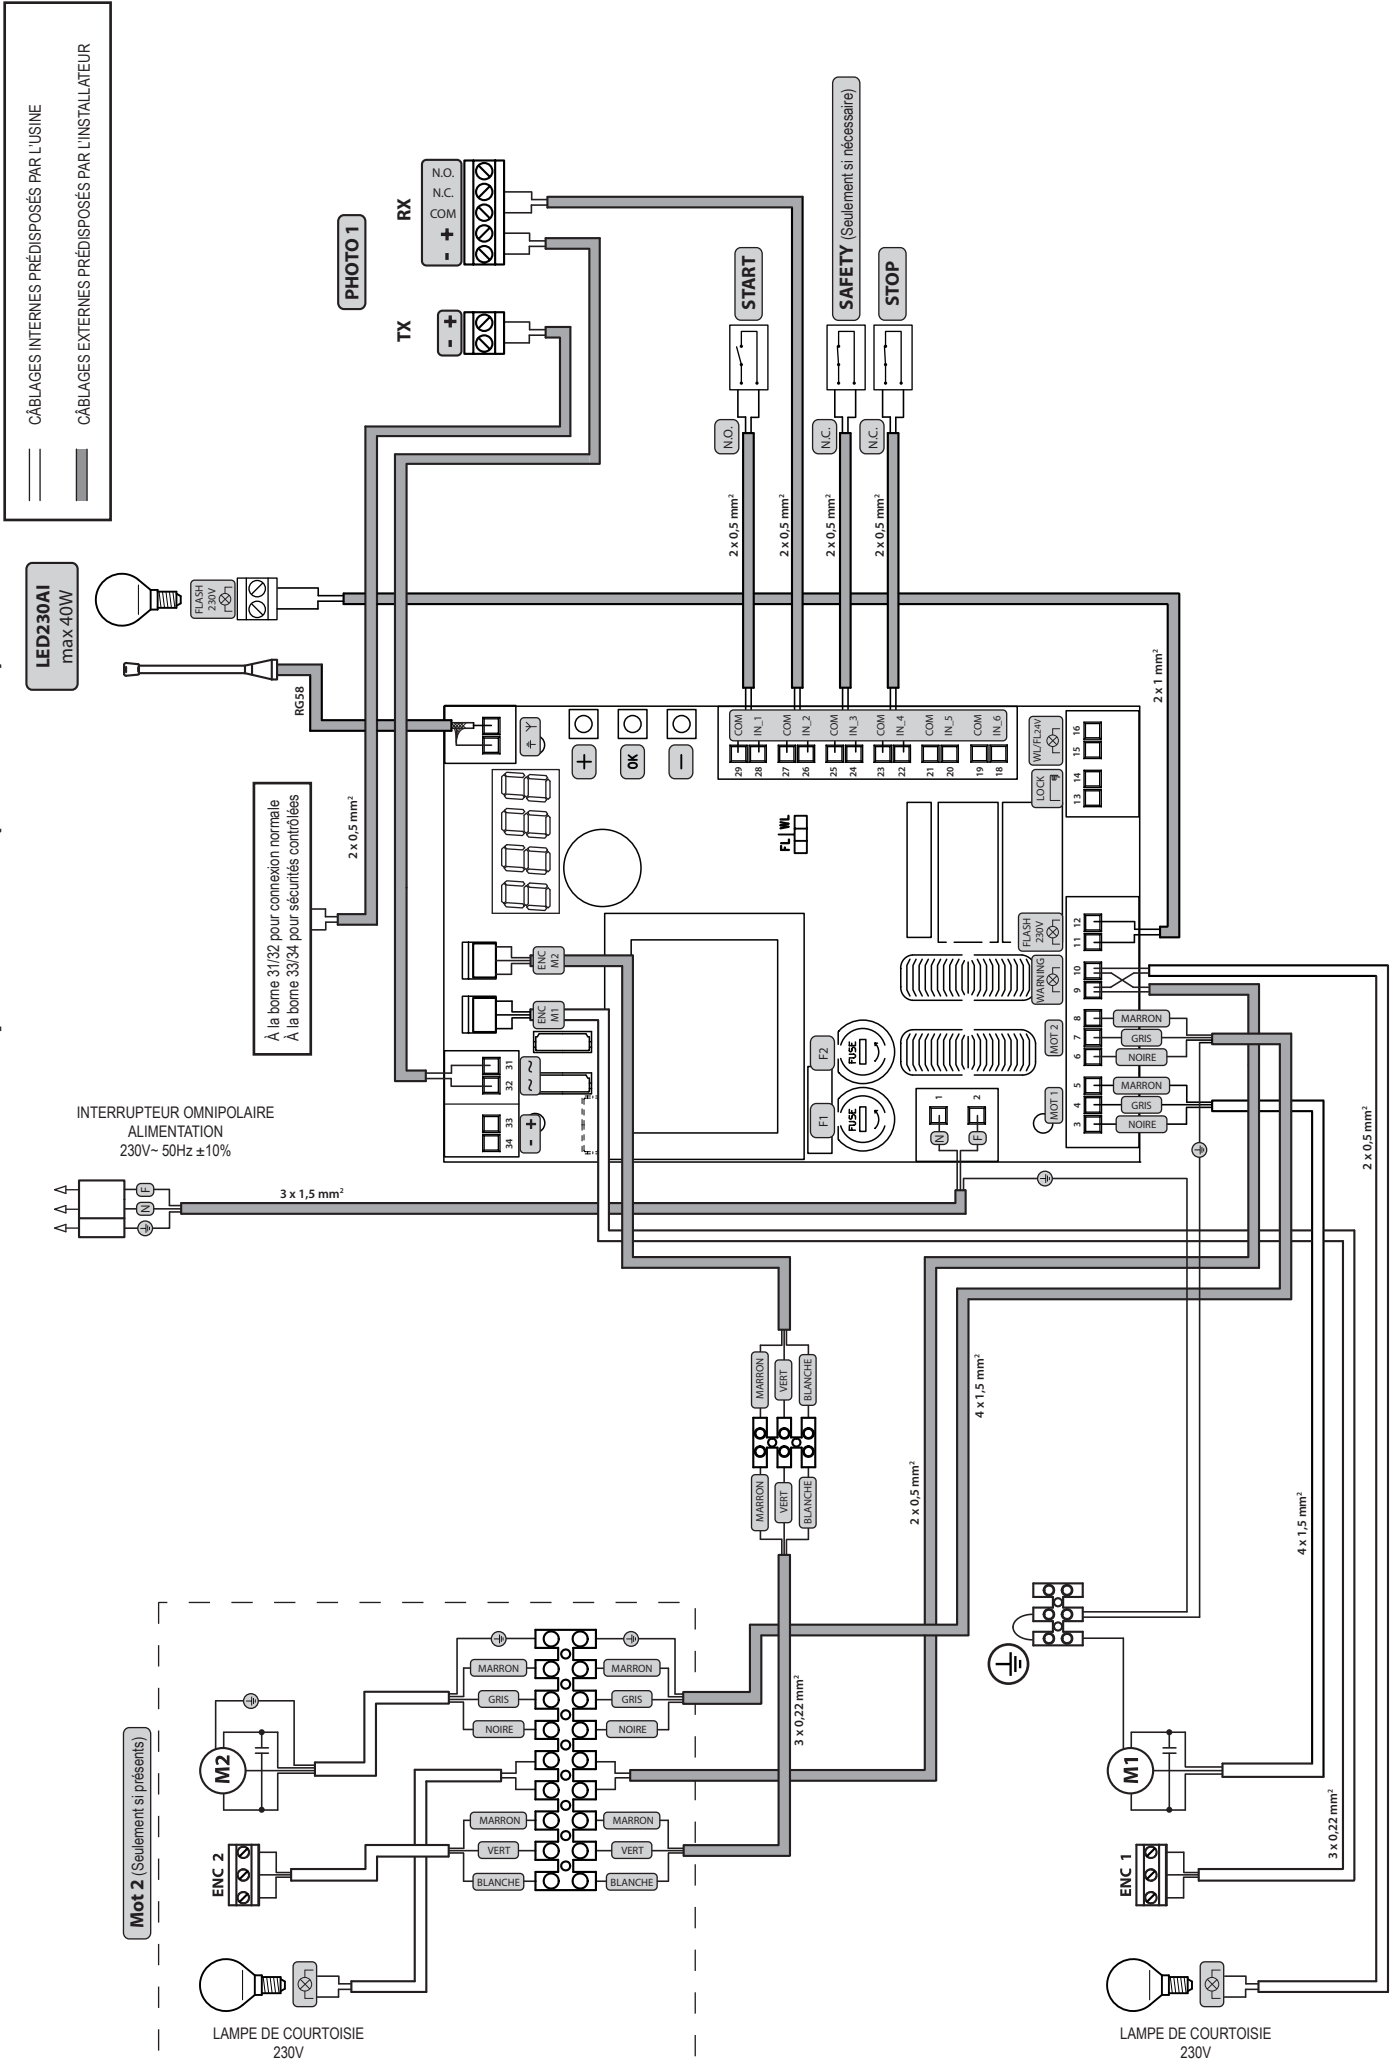 CÂBLAGES INTERNES PRÉDISPOSÉS PAR L'USINE
CÂBLAGES EXTERNES PRÉDISPOSÉS PAR L'INSTALLATEUR
LED230AI
max 40W
FLASH
230V
RG58
PHOTO 1
TX
- +
RX
- + COM N.C. N.O.
START
SAFETY (Seulement si nécessaire)
STOP
N.O.
N.C.
N.C.
2 x 0,5 mm²
2 x 0,5 mm²
2 x 0,5 mm²
2 x 0,5 mm²
2 x 1 mm²
À la borne 31/32 pour connexion normale
À la borne 33/34 pour sécurités contrôlées
2 x 0,5 mm²
INTERRUPTEUR OMNIPOLAIRE
ALIMENTATION
230V~ 50Hz ±10%
F
N
3 x 1,5 mm²
34 33 32 31
- +
~ ~
ENC
M1
ENC
M2
+
OK
-
29 COM
28 IN_1
27 COM
26 IN_2
25 COM
24 IN_3
23 COM
22 IN_4
21 COM
20 IN_5
19 COM
18 IN_6
FL WL
F1
FUSE
F2
FUSE
N 1
F 2
MOT 1
MOT 2
WARNING
FLASH
230V
LOCK
WL/FL24V
3 4 5 6 7 8 9 10 11 12
13 14 15 16
NOIRE
GRIS
MARRON
NOIRE
GRIS
MARRON
MARRON
VERT
BLANCHE
MARRON
VERT
BLANCHE
2 x 0,5 mm²
4 x 1,5 mm²
3 x 0,22 mm²
4 x 1,5 mm²
3 x 0,22 mm²
2 x 0,5 mm²
Mot 2 (Seulement si présents)
M2
ENC 2
MARRON
GRIS
NOIRE
MARRON
VERT
BLANCHE
MARRON
GRIS
NOIRE
MARRON
VERT
BLANCHE
LAMPE DE COURTOISIE
230V
M1
ENC 1
LAMPE DE COURTOISIE
230V